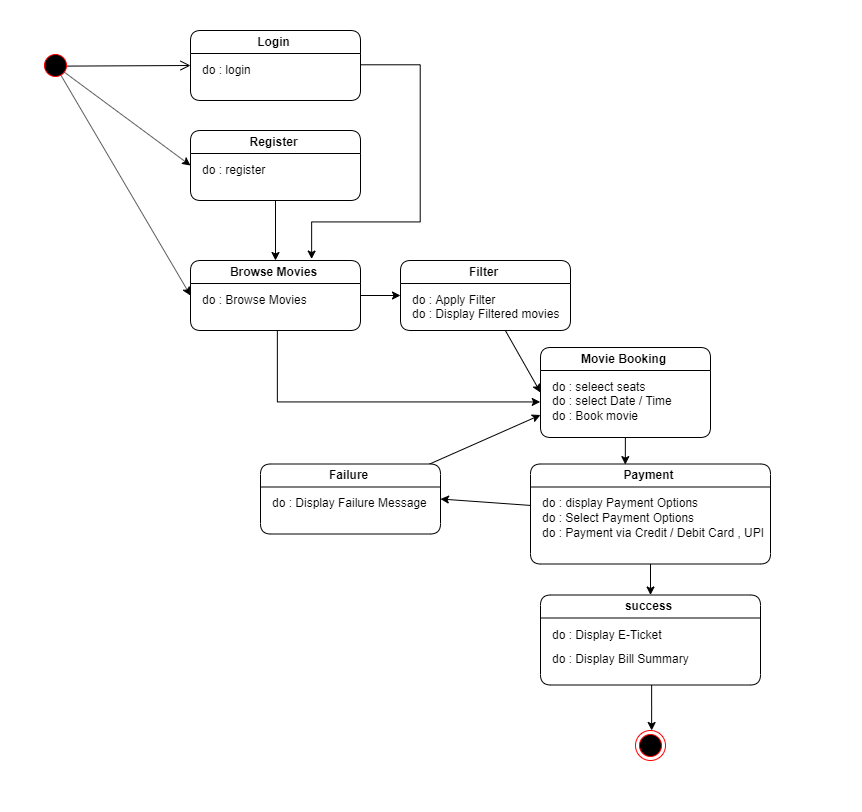 Login
do : login
Register
do : register
Browse Movies
do : Browse Movies
Filter
do : Apply Filter
do : Display Filtered movies
Movie Booking
do : seleect seats
do : select Date / Time
do : Book movie
Failure
do : Display Failure Message
Payment
do : display Payment Options
do : Select Payment Options
do : Payment via Credit / Debit Card , UPI
success
do : Display E-Ticket
do : Display Bill Summary